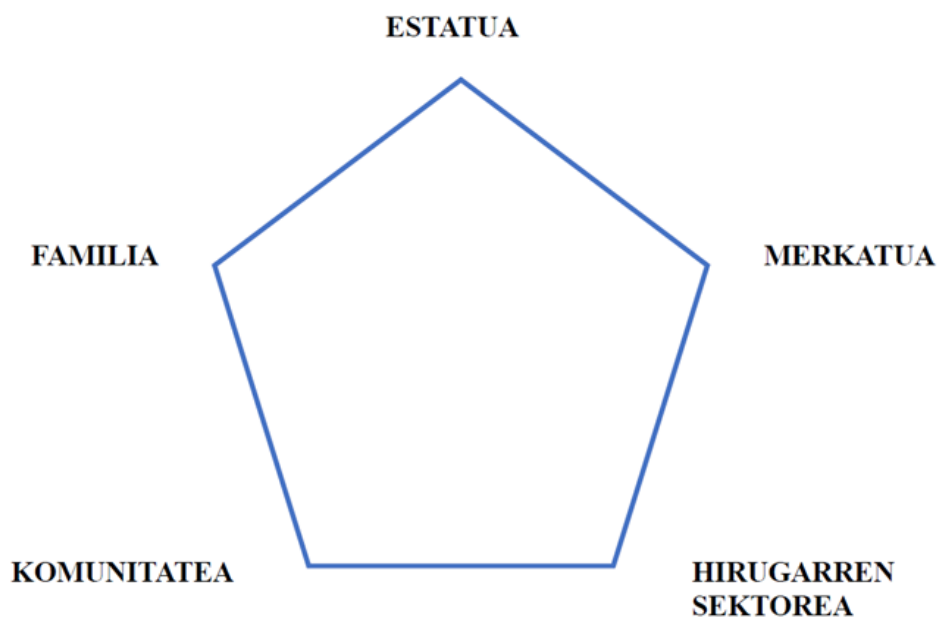 ESTATUA
FAMILIA
MERKATUA
KOMUNITATEA
HIRUGARREN
SEKTOREA